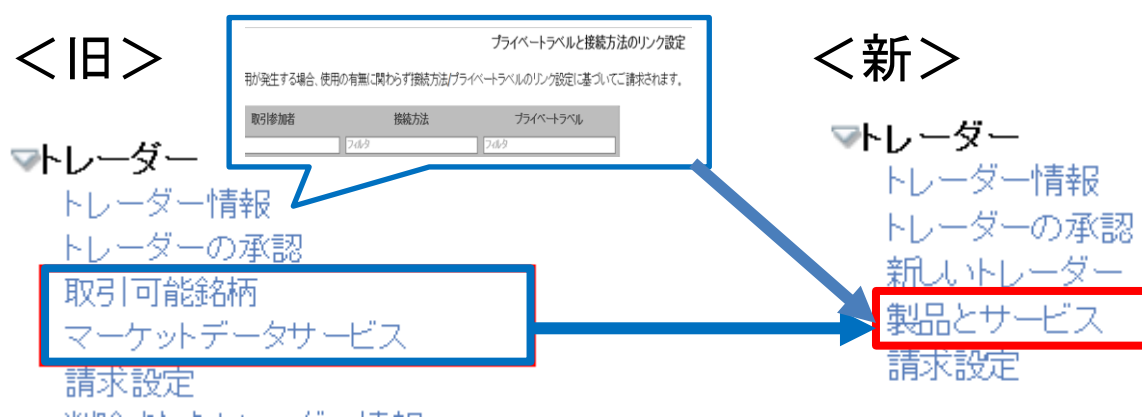 ＜旧＞
プライベートラベルと接続方法のリンク設定
用が発生する場合、使用の有無に関わらず接続方法/プライベートラベルのリンク設定に基づいてご請求されます。
取引参加者 接続方法 プライベートラベル
フィルタ フィルタ
トレーダー
トレーダー情報
トレーダーの承認
取引可能銘柄
マーケットデータサービス
請求設定
＜新＞
トレーダー
トレーダー情報
トレーダーの承認
新しいトレーダー
製品とサービス
請求設定